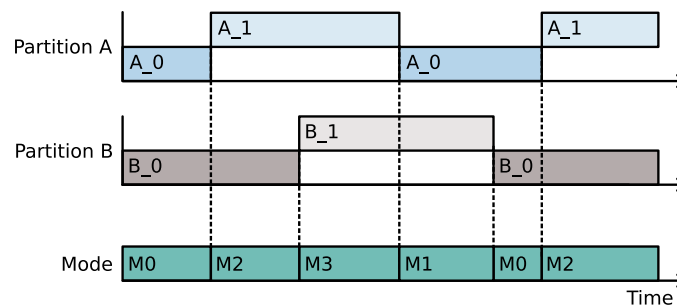 A_1 A_1
Partition A
A_0 A_0
B_1
Partition B
B_0 B_0
Mode M0 M2 M3 M1 M0 M2
Time